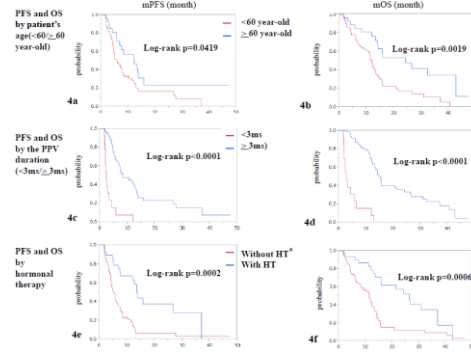 mPFS (month)
mOS (month)
PFS and OS
by patient's
age(<60/≥ 60
year-old)
<60 year-old
≥ 60 year-old
Log-rank p=0.0419
Log-rank p=0.0019
probability
probability
4a
4b
PFS and OS
by the PPV
duration
(<3ms/≥ 3ms)
<3ms
≥ 3ms)
Log-rank p<0.0001
Log-rank p<0.0001
probability
probability
4c
4d
PFS and OS
by
hormonal
therapy
Without HT*
With HT
Log-rank p=0.0002
Log-rank p=0.0006
probability
probability
4e
4f